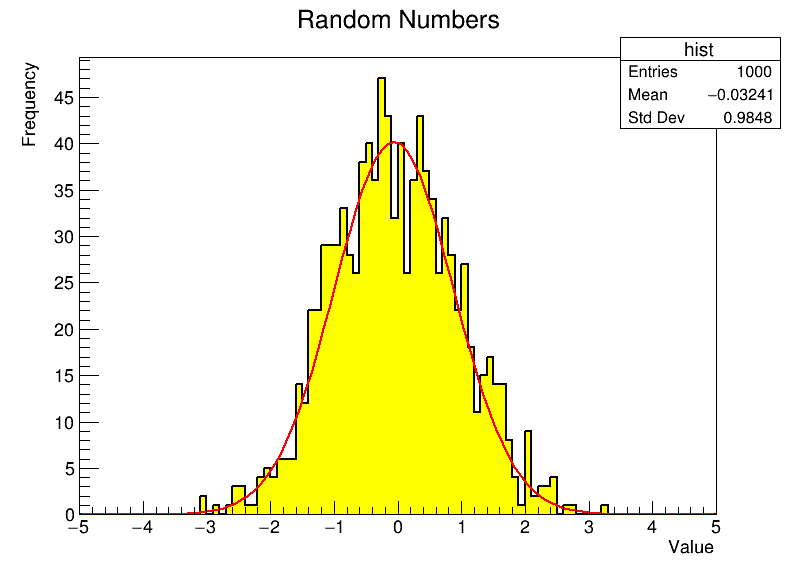 Random Numbers
hist
Entries 1000
Mean −0.03241
Std Dev 0.9848
Frequency
45
40
35
30
25
20
15
10
5
0
−5 −4 −3 −2 −1 0 1 2 3 4 5
Value